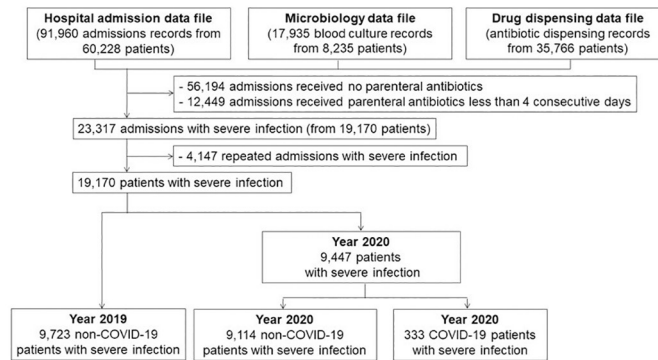 Hospital admission data file
(91,960 admissions records from
60,228 patients)
Microbiology data file
(17,935 blood culture records
from 8,235 patients)
Drug dispensing data file
(antibiotic dispensing records
from 35,766 patients)
- 56,194 admissions received no parenteral antibiotics
- 12,449 admissions received parenteral antibiotics less than 4 consecutive days
23,317 admissions with severe infection (from 19,170 patients)
- 4,147 repeated admissions with severe infection
19,170 patients with severe infection
Year 2020
9,447 patients
with severe infection
Year 2019
9,723 non-COVID-19
patients with severe infection
Year 2020
9,114 non-COVID-19
patients with severe infection
Year 2020
333 COVID-19 patients
with severe infection